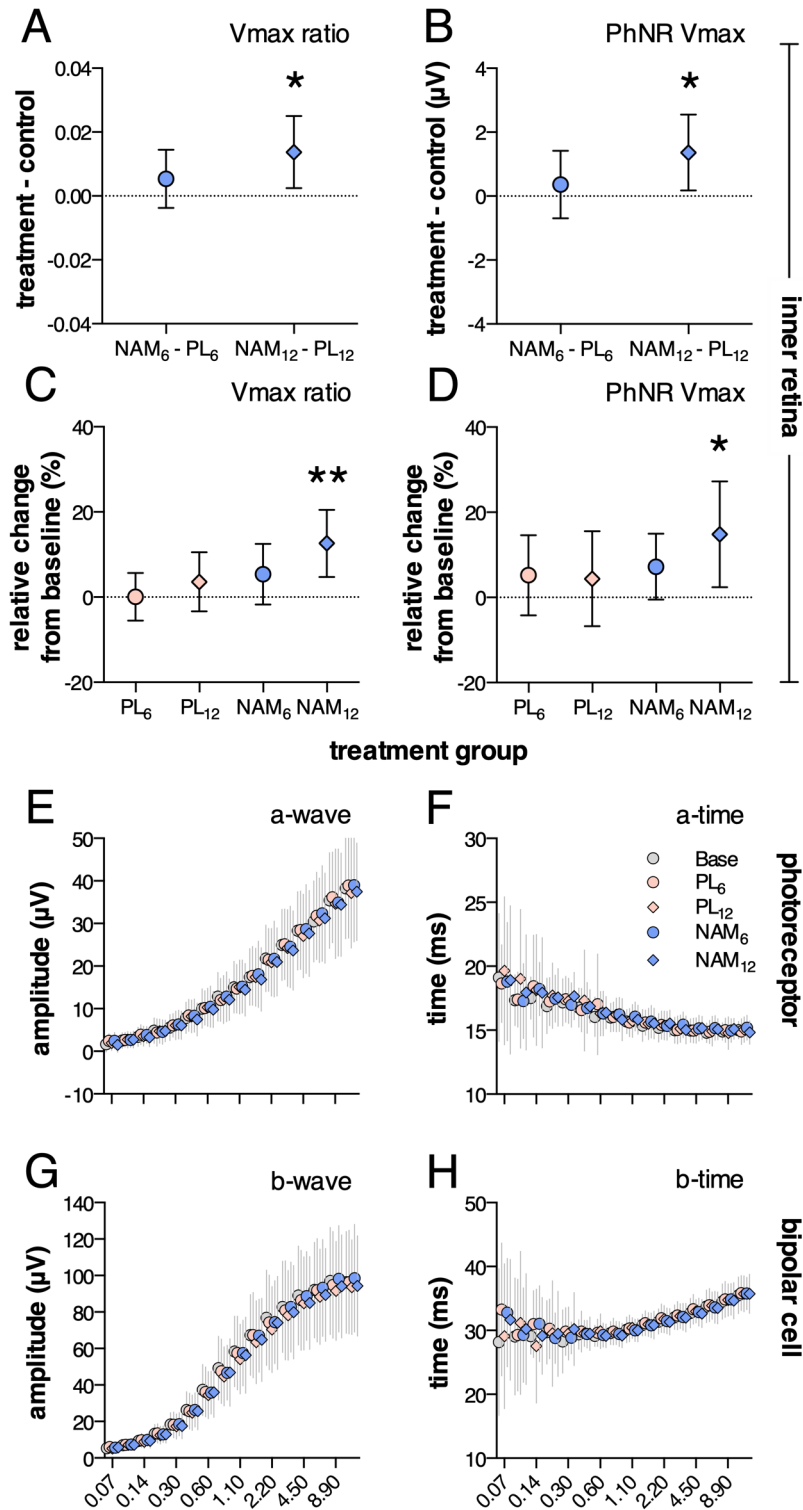 A Vmax ratio
B PhNR Vmax
treatment - control
0.04
0.02
0.00
-0.02
-0.04
*
NAM6 - PL6 NAM12 - PL12
treatment - control (µV)
4
2
0
-2
-4
*
NAM6 - PL6 NAM12 - PL12
inner retina
C Vmax ratio
D PhNR Vmax
relative change
from baseline (%)
40
20
0
-20
**
PL6 PL12 NAM6 NAM12
relative change
from baseline (%)
40
20
0
-20
*
PL6 PL12 NAM6 NAM12
treatment group
E a-wave
F a-time
amplitude (µV)
50
40
30
20
10
0
-10
time (ms)
30
25
20
15
10
Base
PL6
PL12
NAM6
NAM12
photoreceptor
G b-wave
H b-time
amplitude (µV)
140
120
100
80
60
40
20
0
0.07 0.14 0.30 0.60 1.10 2.20 4.50 8.90
time (ms)
50
40
30
20
10
0.07 0.14 0.30 0.60 1.10 2.20 4.50 8.90
bipolar cell